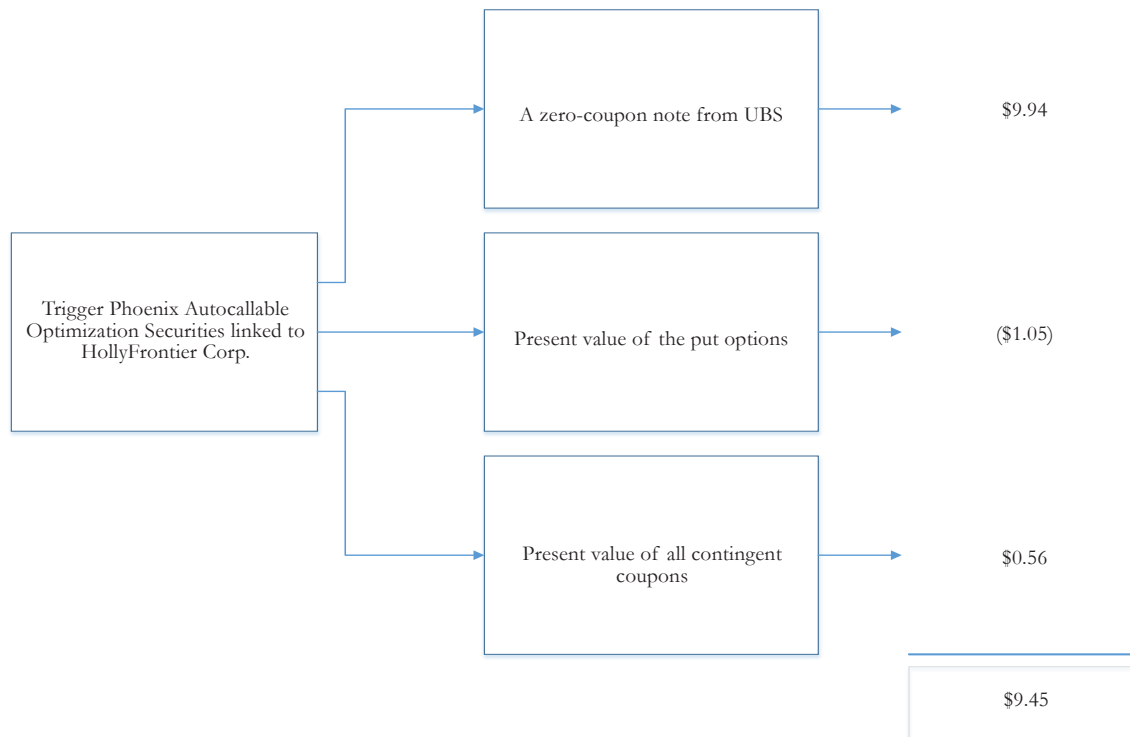 A zero-coupon note from UBS
$9.94
Trigger Phoenix Autocallable
Optimization Securities linked to
HollyFrontier Corp.
Present value of the put options
($1.05)
Present value of all contingent
coupons
$0.56
$9.45